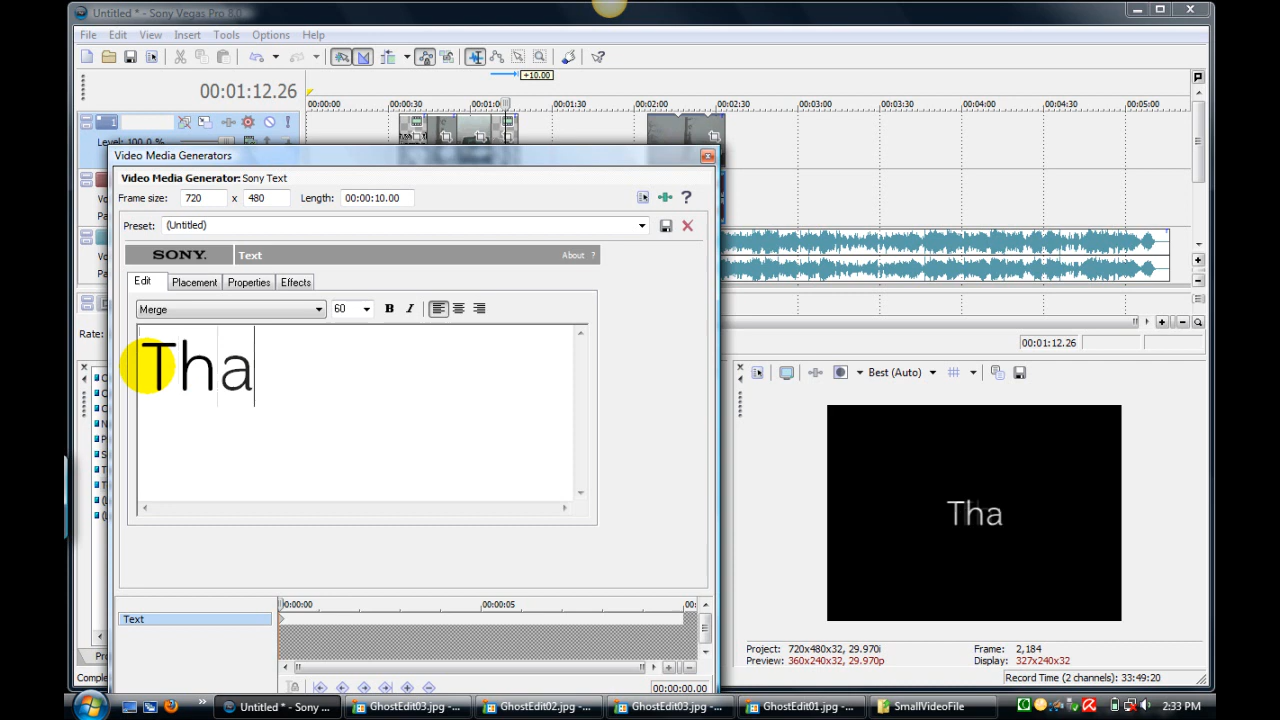 Untitled * - Sony Vegas Pro 8.0
File Edit View Insert Tools Options Help
+10.00
00:01:12.26
00:00:00 00:00:30 00:01:00 00:01:30 00:02:00 00:02:30 00:03:00 00:03:30 00:04:00 00:04:30 00:05:00
1
Level: 100.0 %
Video Media Generators
Video Media Generator: Sony Text
Frame size: 720 x 480 Length: 00:00:10.00
Preset: (Untitled)
SONY. Text About ?
Edit Placement Properties Effects
Merge 60 B I
Tha
Rate:
00:01:12.26
Best (Auto)
Tha
00:00:00 00:00:05 00:
Text
Project: 720x480x32, 29.970i Frame: 2,184
Preview: 360x240x32, 29.970p Display: 327x240x32
Record Time (2 channels): 33:49:20
00:00:00.00
Comple
Untitled * - Sony ... GhostEdit03.jpg -... GhostEdit02.jpg -... GhostEdit03.jpg -... GhostEdit01.jpg -... SmallVideoFile 2:33 PM